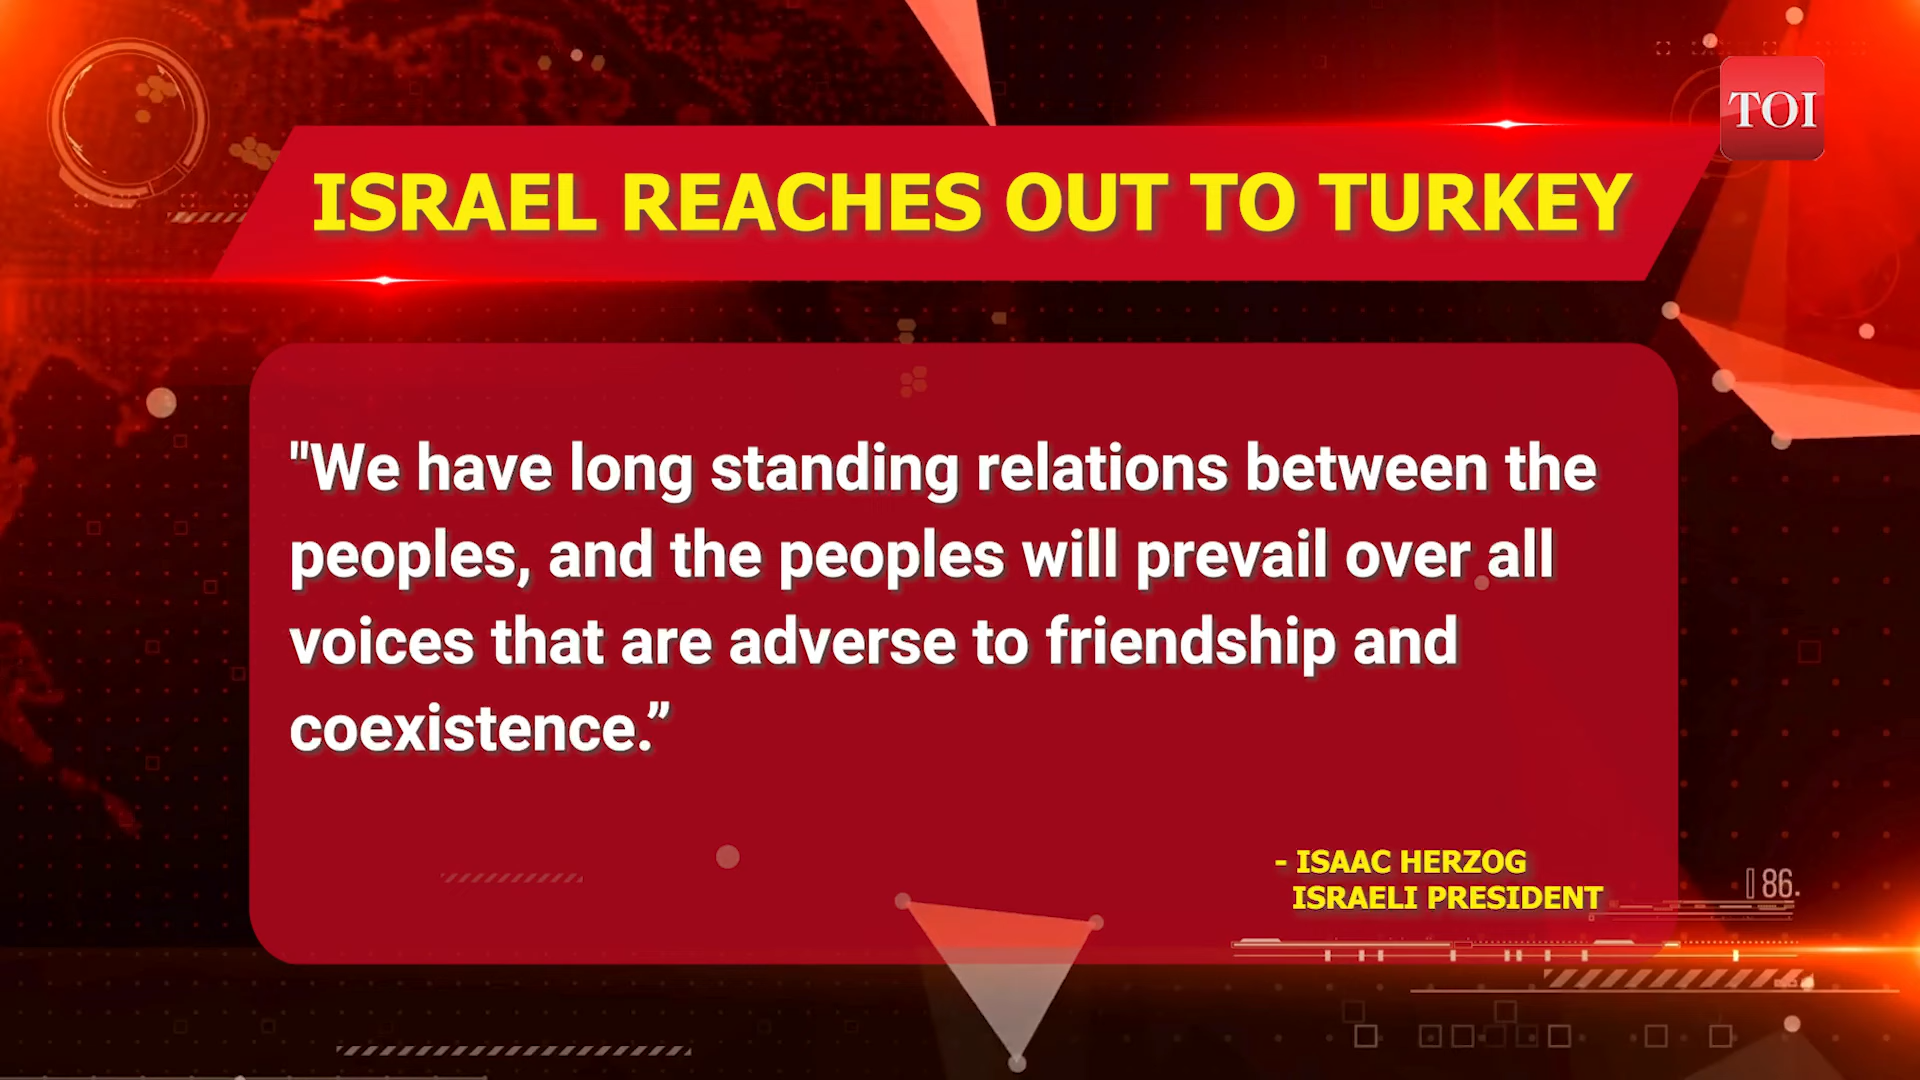 TOI
ISRAEL REACHES OUT TO TURKEY
"We have long standing relations between the
peoples, and the peoples will prevail over all
voices that are adverse to friendship and
coexistence.”
- ISAAC HERZOG
ISRAELI PRESIDENT
86.